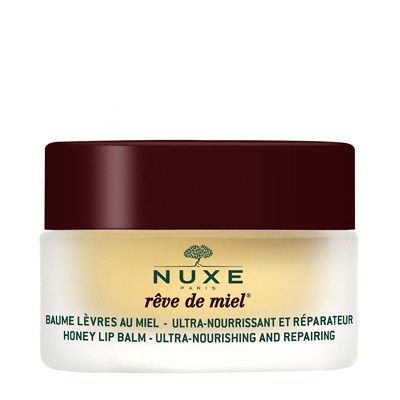 NUXE
PARIS
rêve de miel®
BAUME LÈVRES AU MIEL - ULTRA-NOURRISSANT ET RÉPARATEUR
HONEY LIP BALM - ULTRA-NOURISHING AND REPAIRING